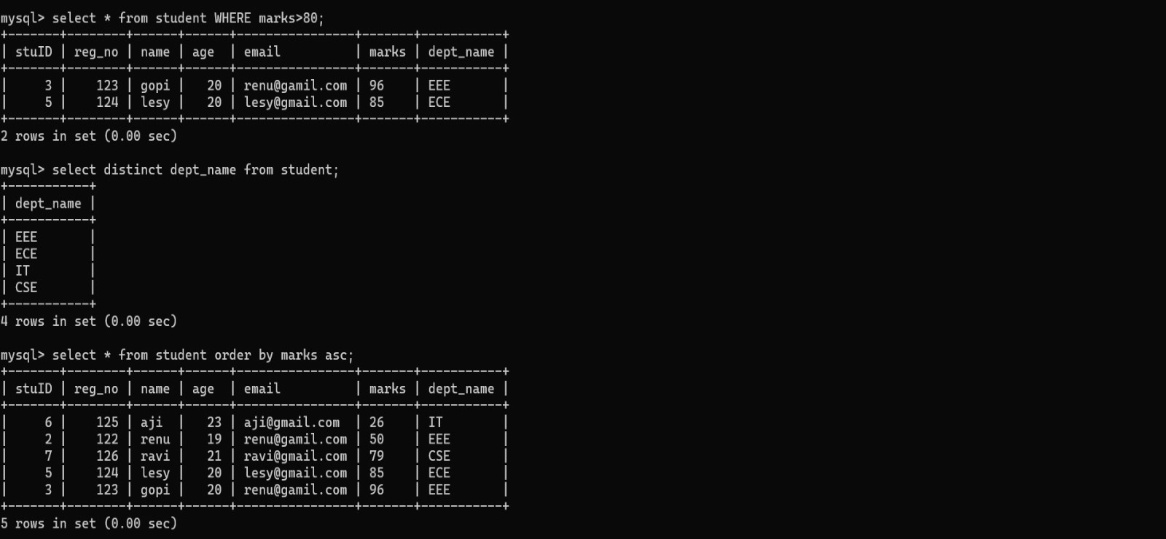 mysql> select * from student WHERE marks>80;
+-------+--------+------+------+----------------+-------+-----------+
| stuID | reg_no | name | age  | email          | marks | dept_name |
+-------+--------+------+------+----------------+-------+-----------+
|     3 |    123 | gopi |   20 | renu@gamil.com | 96    | EEE       |
|     5 |    124 | lesy |   20 | lesy@gmail.com | 85    | ECE       |
+-------+--------+------+------+----------------+-------+-----------+
2 rows in set (0.00 sec)
mysql> select distinct dept_name from student;
+-----------+
| dept_name |
+-----------+
| EEE       |
| ECE       |
| IT        |
| CSE       |
+-----------+
4 rows in set (0.00 sec)
mysql> select * from student order by marks asc;
+-------+--------+------+------+----------------+-------+-----------+
| stuID | reg_no | name | age  | email          | marks | dept_name |
+-------+--------+------+------+----------------+-------+-----------+
|     6 |    125 | aji  |   23 | aji@gmail.com  | 26    | IT        |
|     2 |    122 | renu |   19 | renu@gamil.com | 50    | EEE       |
|     7 |    126 | ravi |   21 | ravi@gmail.com | 79    | CSE       |
|     5 |    124 | lesy |   20 | lesy@gmail.com | 85    | ECE       |
|     3 |    123 | gopi |   20 | renu@gamil.com | 96    | EEE       |
+-------+--------+------+------+----------------+-------+-----------+
5 rows in set (0.00 sec)